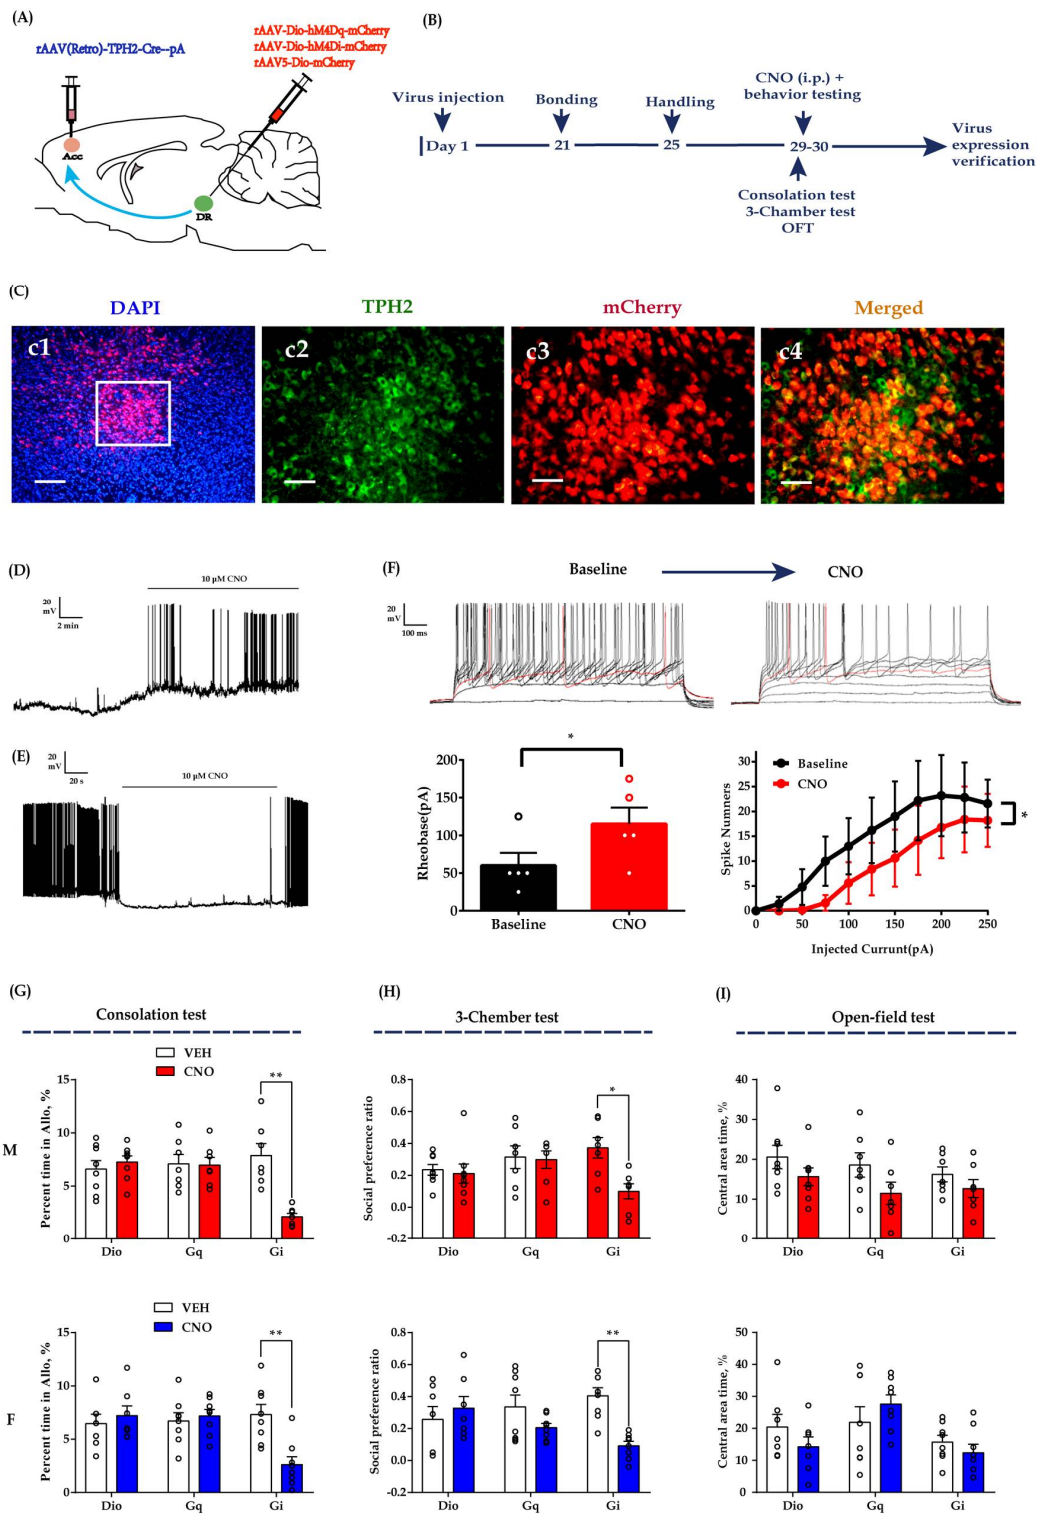 (A)
rAAV(Retro)-TPH2-Cre--pA
rAAV-Dio-hM4Dq-mCherry
rAAV-Dio-hM4Di-mCherry
rAAV5-Dio-mCherry
Acc
DR
(B)
Virus injection
Bonding
Handling
CNO (i.p.) +
behavior testing
Day 1
21
25
29-30
Virus
expression
verification
Consolation test
3-Chamber test
OFT
(C)
DAPI
TPH2
mCherry
Merged
c1
c2
c3
c4
(D)
10 μM CNO
20
mV
2 min
(E)
20
mV
20 s
10 μM CNO
(F)
Baseline
CNO
20
mV
100 ms
*
Rheobase(pA)
200
150
100
50
0
Baseline
CNO
Baseline
CNO
*
Spike Numbers
30
25
20
15
10
5
0
0
50
100
150
200
250
Injected Currunt(pA)
(G)
Consolation test
VEH
CNO
**
Percent time in Allo, %
15
10
5
0
Dio
Gq
Gi
M
(H)
3-Chember test
*
Social preference ratio
0.8
0.6
0.4
0.2
0.0
-0.2
Dio
Gq
Gi
(I)
Open-field test
Central area time, %
40
30
20
10
0
Dio
Gq
Gi
F
VEH
CNO
**
Percent time in Allo, %
15
10
5
0
Dio
Gq
Gi
**
Social preference ratio
0.8
0.6
0.4
0.2
0.0
-0.2
Dio
Gq
Gi
Central area time, %
50
40
30
20
10
0
Dio
Gq
Gi